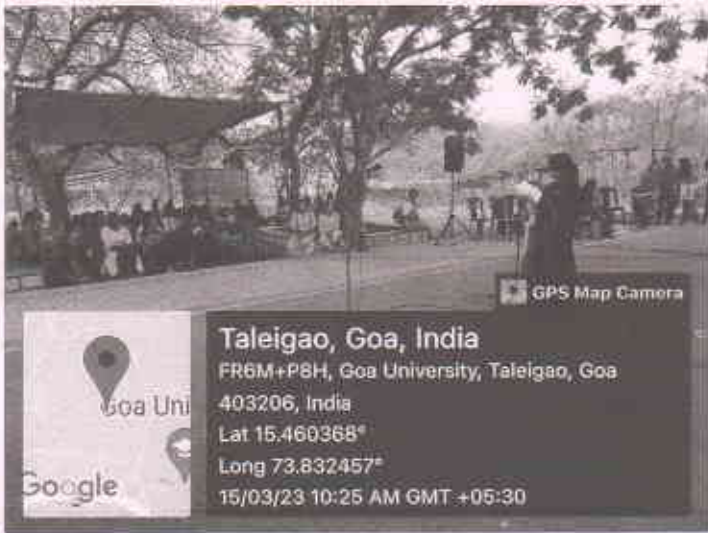 GPS Map Camera
Taleigao, Goa, India
FR6M+P8H, Goa University, Taleigao, Goa
403206, India
Lat 15.460368°
Long 73.832457°
15/03/23 10:25 AM GMT +05:30
Goa Uni
Google